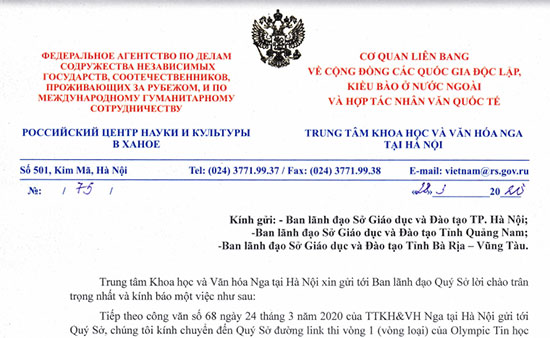 ФЕДЕРАЛЬНОЕ АГЕНТСТВО ПО ДЕЛАМ
СОДРУЖЕСТВА НЕЗАВИСИМЫХ
ГОСУДАРСТВ, СООТЕЧЕСТВЕННИКОВ,
ПРОЖИВАЮЩИХ ЗА РУБЕЖОМ, И ПО
МЕЖДУНАРОДНОМУ ГУМАНИТАРНОМУ
СОТРУДНИЧЕСТВУ
CƠ QUAN LIÊN BANG
VỀ CỘNG ĐỒNG CÁC QUỐC GIA ĐỘC LẬP,
KIỀU BÀO Ở NƯỚC NGOÀI
VÀ HỢP TÁC NHÂN VĂN QUỐC TẾ
РОССИЙСКИЙ ЦЕНТР НАУКИ И КУЛЬТУРЫ
В ХАНОЕ
TRUNG TÂM KHOA HỌC VÀ VĂN HÓA NGA
TẠI HÀ NỘI
Số 501, Kim Mã, Hà Nội Tel: (024) 3771.99.37 / Fax: (024) 3771.99.38 E-mail: vietnam@rs.gov.ru
№: / 75 / «28» 3 20 20
Kính gửi: - Ban lãnh đạo Sở Giáo dục và Đào tạo TP. Hà Nội;
-Ban lãnh đạo Sở Giáo dục và Đào tạo Tỉnh Quảng Nam;
-Ban lãnh đạo Sở Giáo dục và Đào tạo Tỉnh Bà Rịa – Vũng Tàu.
Trung tâm Khoa học và Văn hóa Nga tại Hà Nội xin gửi tới Ban lãnh đạo Quý Sở lời chào trân
trọng nhất và kính báo một việc như sau:
Tiếp theo công văn số 68 ngày 24 tháng 3 năm 2020 của TTKH&VH Nga tại Hà Nội gửi tới
Quý Sở, chúng tôi kính chuyển đến Quý Sở đường link thi vòng 1 (vòng loại) của Olympic Tin học